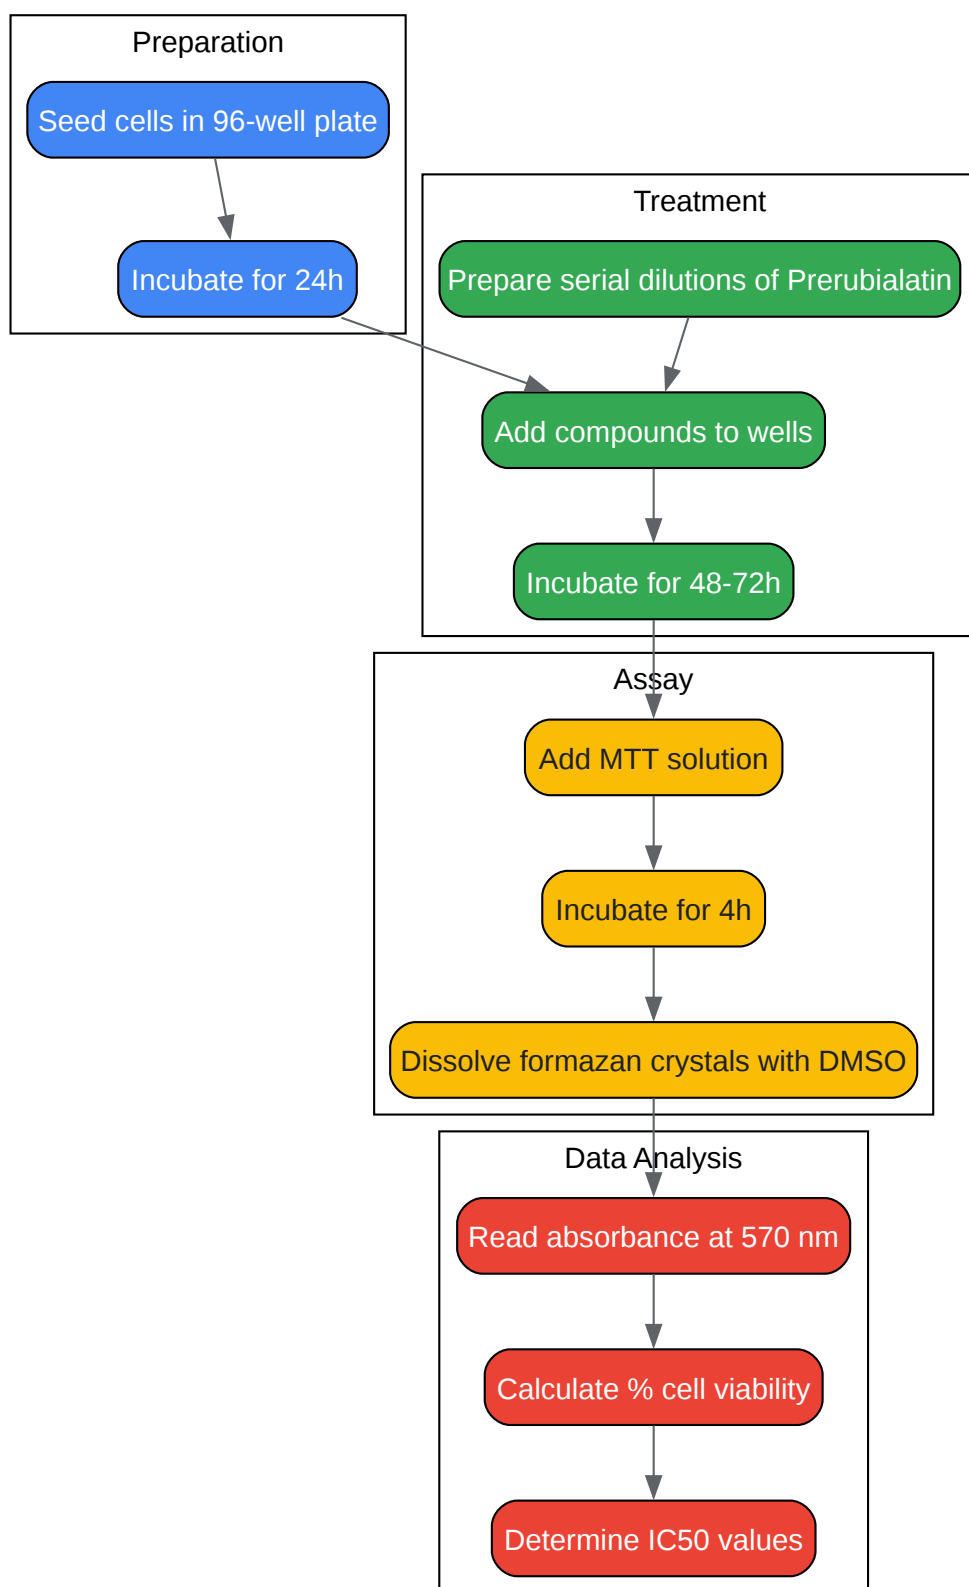 Preparation
Seed cells in 96-well plate
Incubate for 24h
Treatment
Prepare serial dilutions of Prerubialatin
Add compounds to wells
Incubate for 48-72h
Assay
Add MTT solution
Incubate for 4h
Dissolve formazan crystals with DMSO
Data Analysis
Read absorbance at 570 nm
Calculate % cell viability
Determine IC50 values